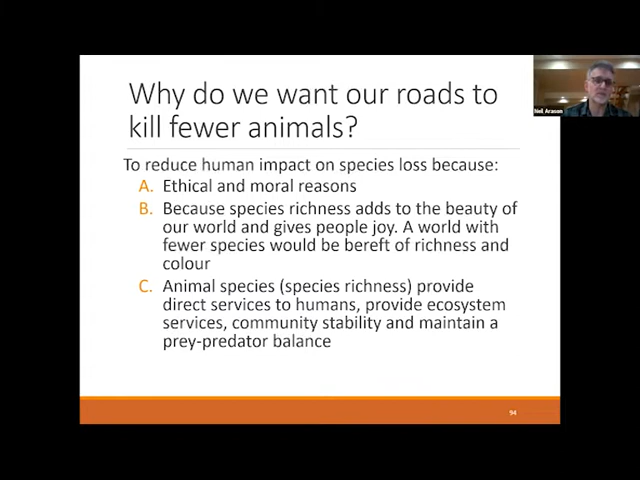 Why do we want our roads to
kill fewer animals?
Neil Arason
To reduce human impact on species loss because:
A. Ethical and moral reasons
B. Because species richness adds to the beauty of
our world and gives people joy. A world with
fewer species would be bereft of richness and
colour
C. Animal species (species richness) provide
direct services to humans, provide ecosystem
services, community stability and maintain a
prey-predator balance
94